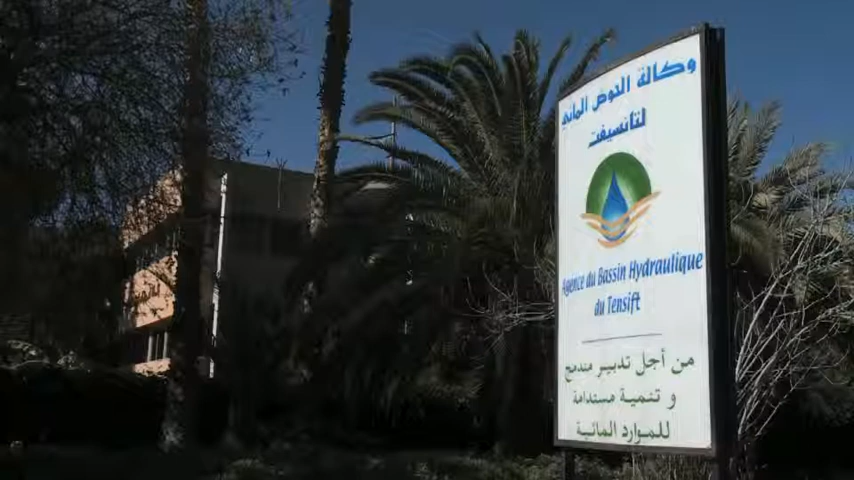 وكالة الحوض المائي
لتانسيفت
Agence du Bassin Hydraulique
du Tensift
من أجل تدبير مندمج
و تنمية مستدامة
للموارد المائية